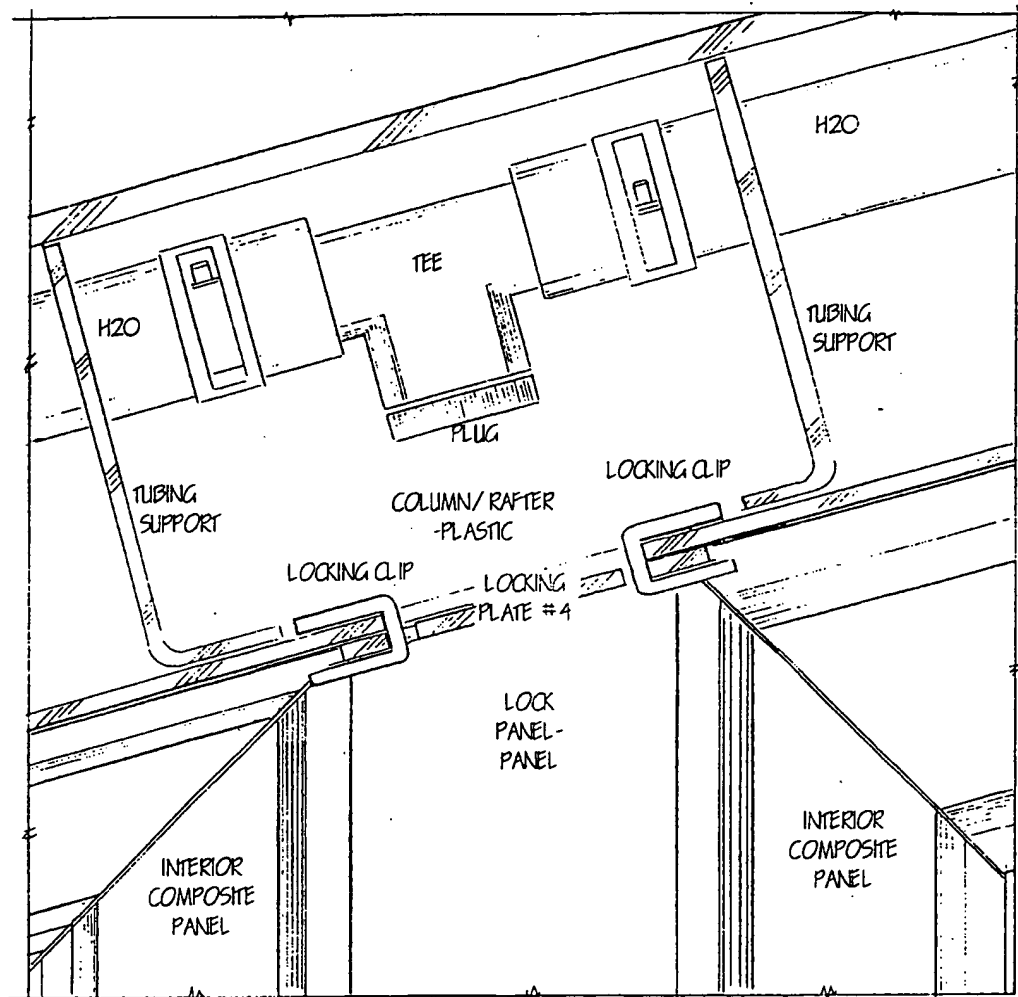 H2O
TEE
H2O
TUBING
SUPPORT
PLUG
LOCKING CLIP
TUBING
SUPPORT
COLUMN/ RAFTER
-PLASTIC
LOCKING CLIP
LOCKING
PLATE #4
LOCK
PANEL-
PANEL
INTERIOR
COMPOSITE
PANEL
INTERIOR
COMPOSITE
PANEL